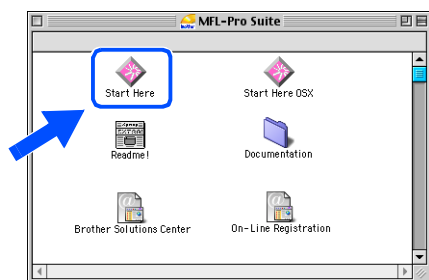 MFL-Pro Suite
Start Here
Start Here OSX
Readme!
Documentation
Brother Solutions Center
On-Line Registration